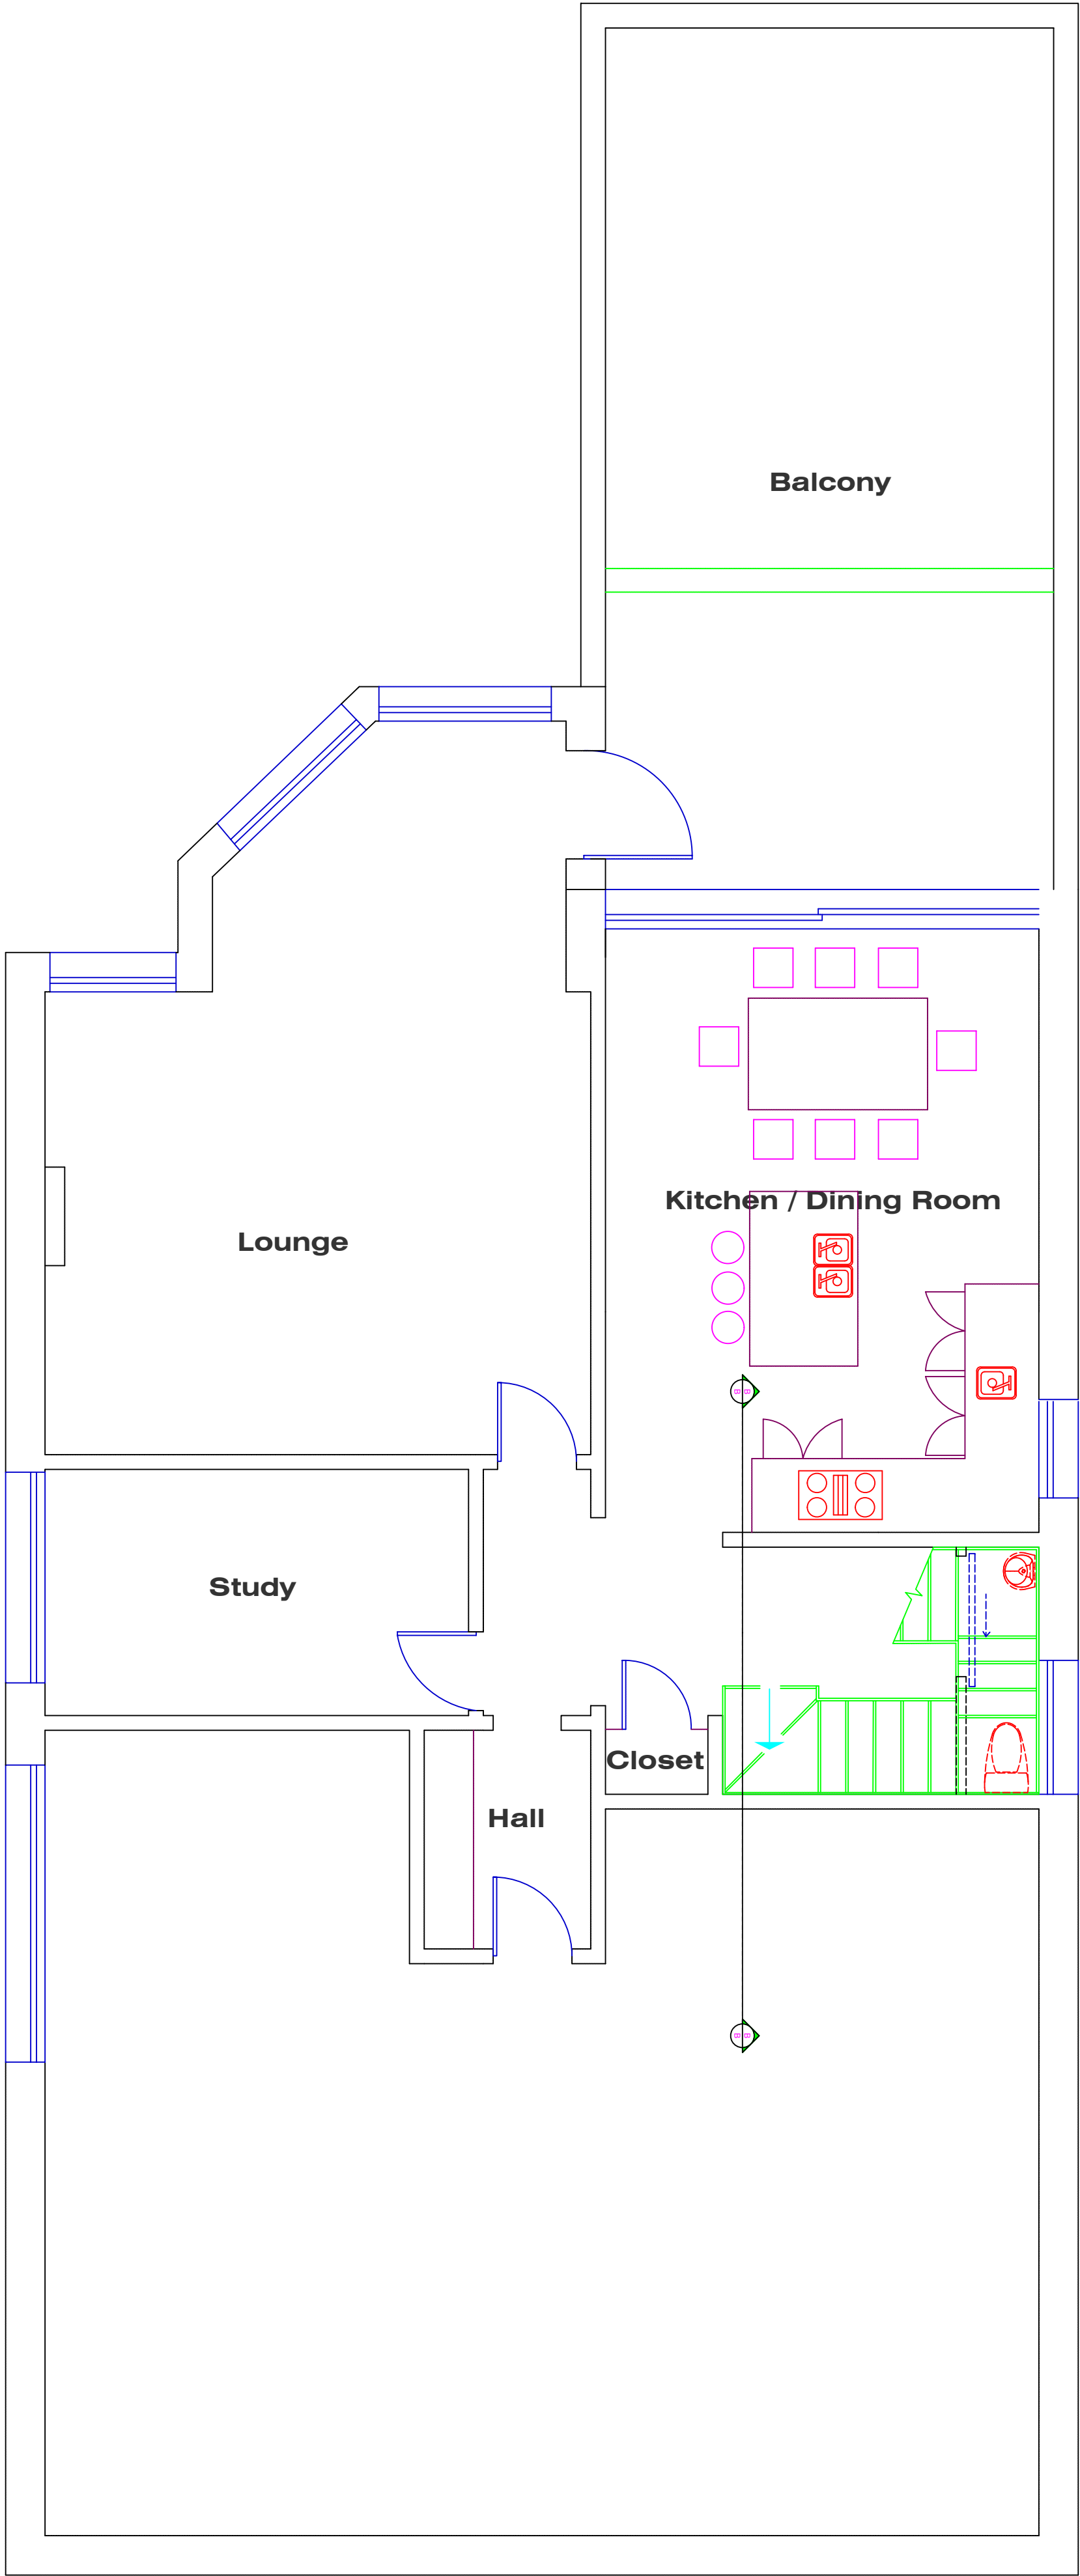 Balcony
Kitchen / Dining Room
Lounge
Study
Closet
Hall